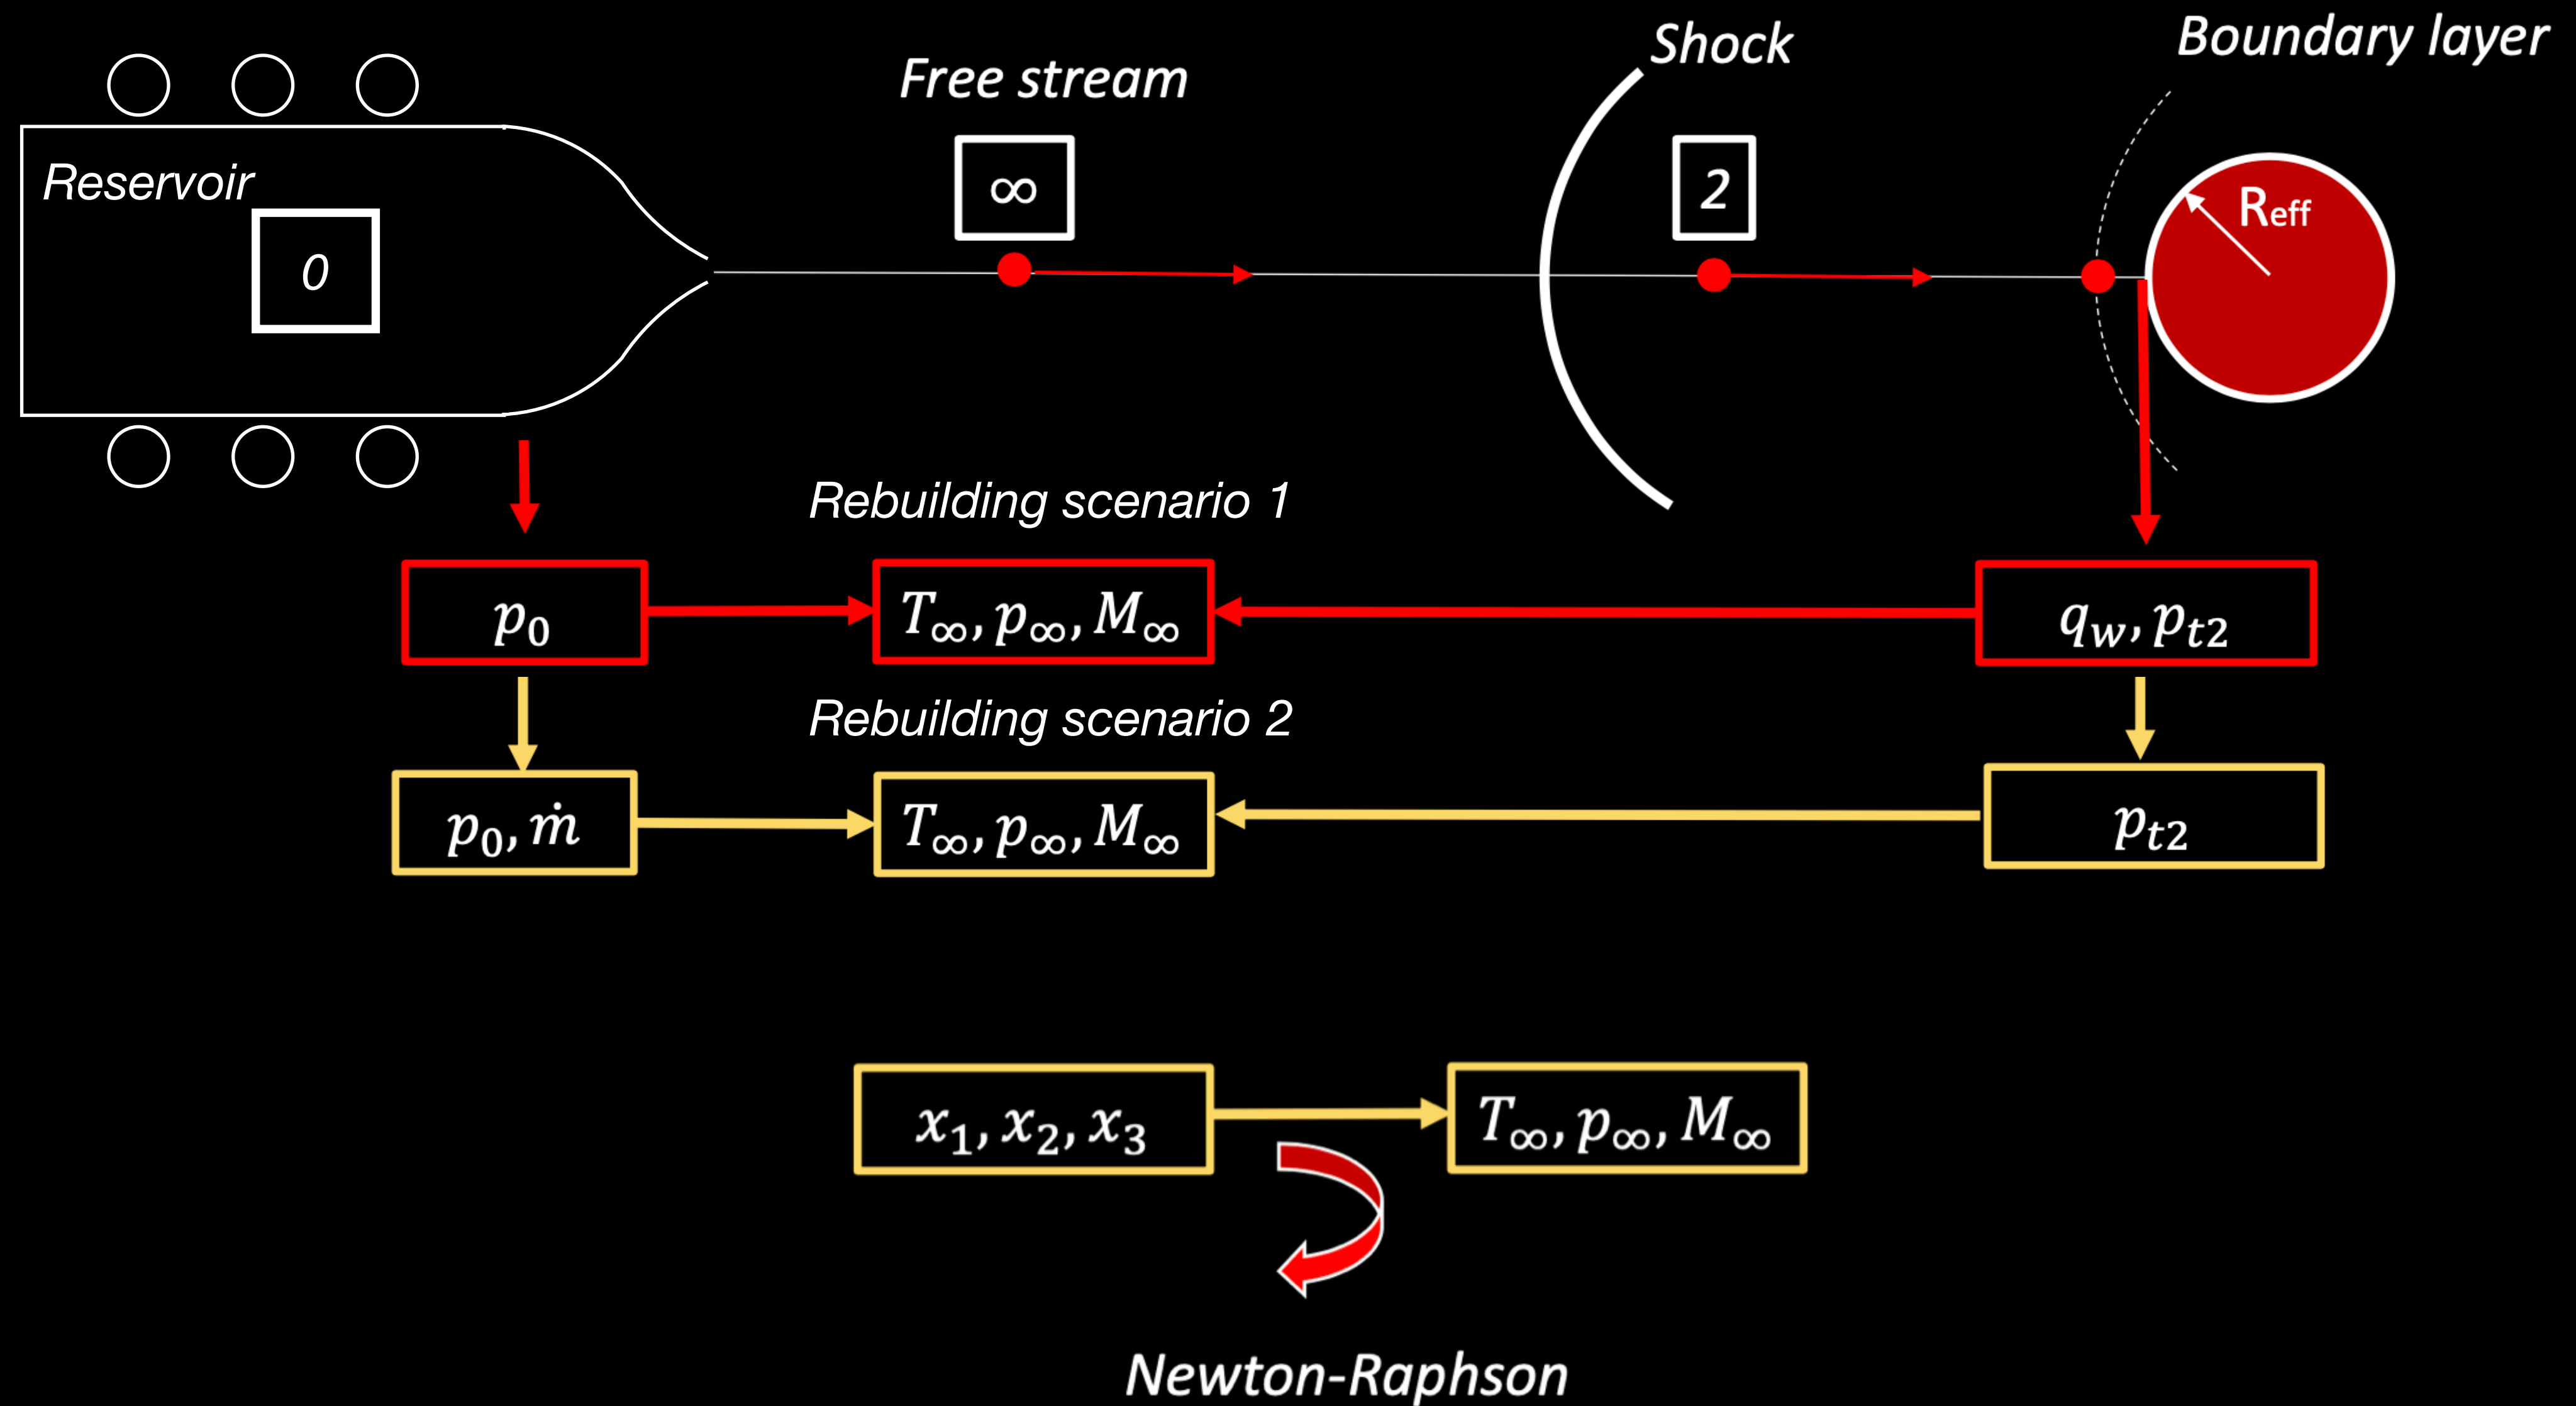 Boundary layer
Shock
Free stream
∞
2
Reservoir
0
Reff
Rebuilding scenario 1
p₀
T∞, p∞, M∞
q𝑤, pₜ₂
Rebuilding scenario 2
p₀, ṁ
T∞, p∞, M∞
pₜ₂
x₁, x₂, x₃
T∞, p∞, M∞
Newton-Raphson